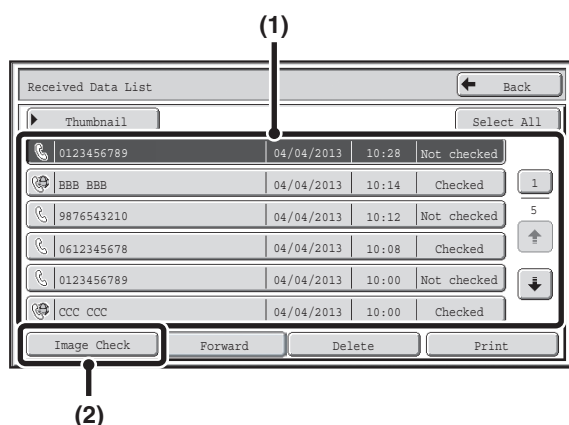 (1)
Received Data List Back
Thumbnail Select All
0123456789 04/04/2013 10:28 Not checked
BBB BBB 04/04/2013 10:14 Checked 1
9876543210 04/04/2013 10:12 Not checked 5
0612345678 04/04/2013 10:08 Checked
0123456789 04/04/2013 10:00 Not checked
CCC CCC 04/04/2013 10:00 Checked
Image Check Forward Delete Print
(2)